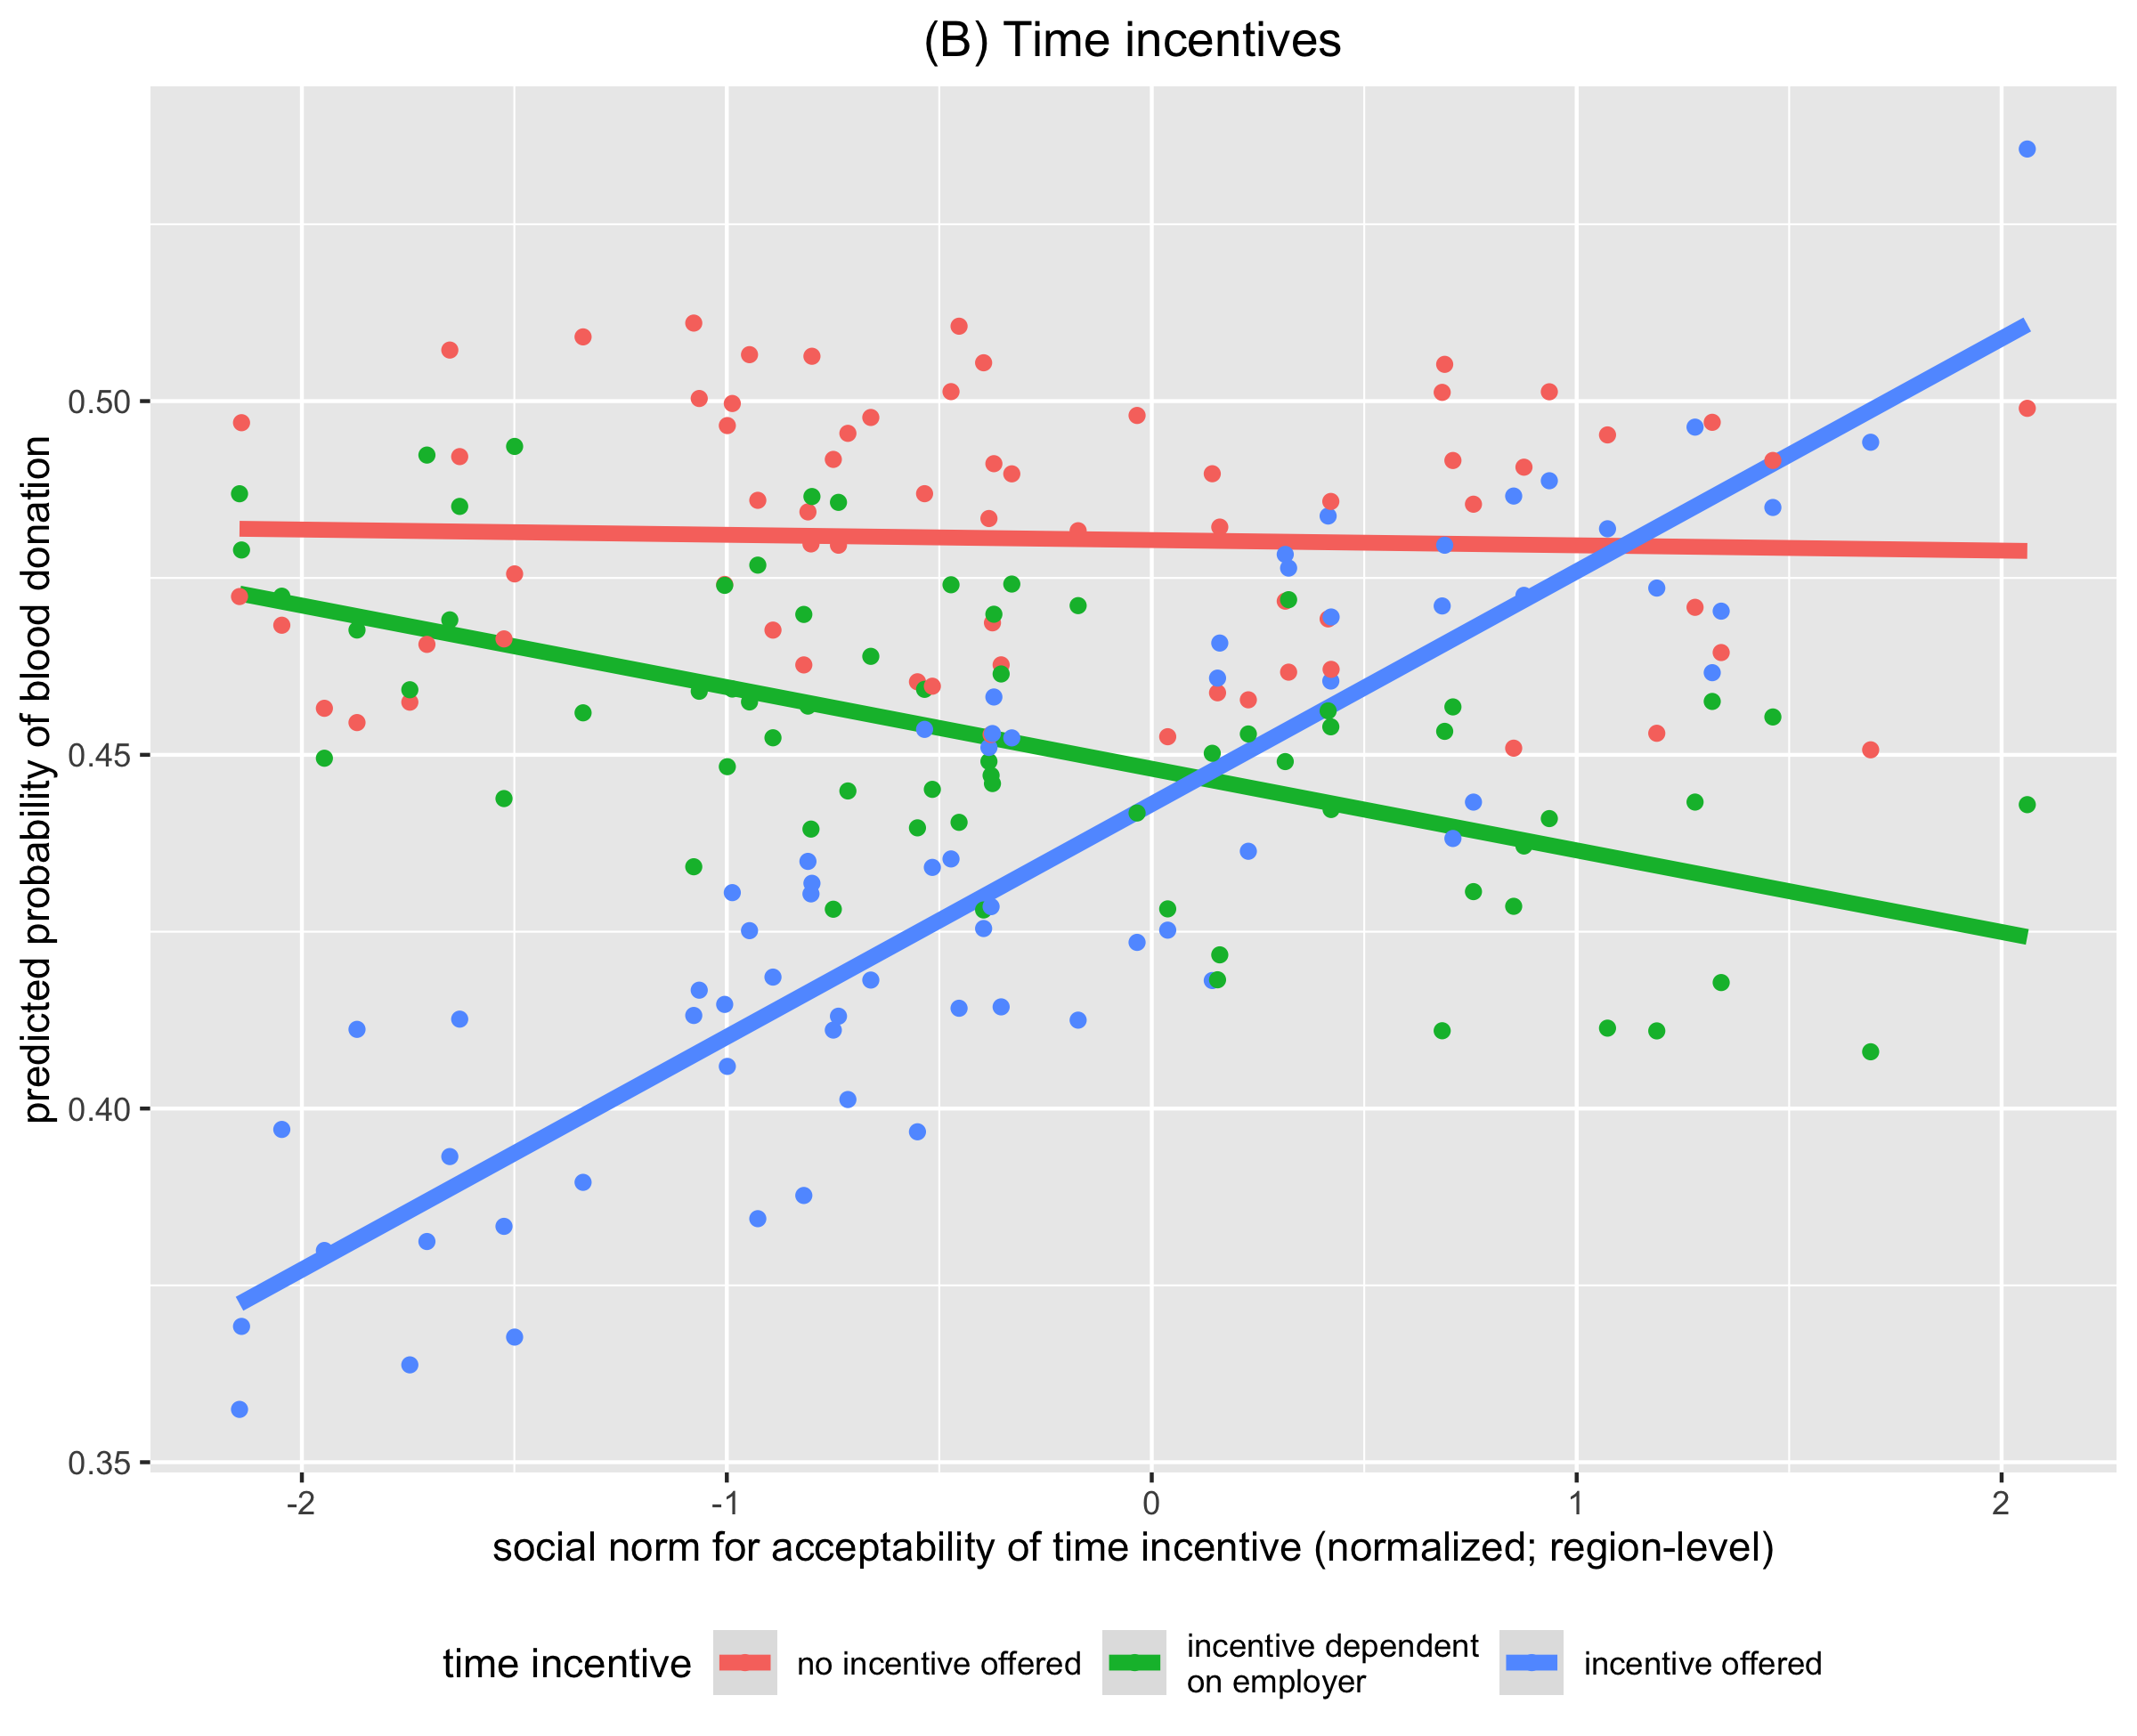 (B) Time incentives
predicted probability of blood donation
0.50
0.45
0.40
0.35
-2
-1
0
1
2
social norm for acceptability of time incentive (normalized; region-level)
time incentive
no incentive offered
incentive dependent
on employer
incentive offered